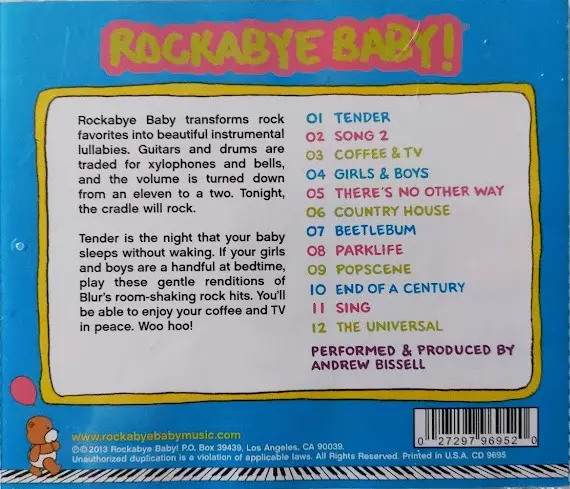 ROCKABYE BABY!
Rockabye Baby transforms rock
favorites into beautiful instrumental
lullabies. Guitars and drums are
traded for xylophones and bells,
and the volume is turned down
from an eleven to a two. Tonight,
the cradle will rock.
Tender is the night that your baby
sleeps without waking. If your girls
and boys are a handful at bedtime,
play these gentle renditions of
Blur's room-shaking rock hits. You'll
be able to enjoy your coffee and TV
in peace. Woo hoo!
01 TENDER
02 SONG 2
03 COFFEE & TV
04 GIRLS & BOYS
05 THERE'S NO OTHER WAY
06 COUNTRY HOUSE
07 BEETLEBUM
08 PARKLIFE
09 POPSCENE
10 END OF A CENTURY
11 SING
12 THE UNIVERSAL
PERFORMED & PRODUCED BY
ANDREW BISSELL
www.rockabyebabymusic.com
℗© 2013 Rockabye Baby! P.O. Box 39439, Los Angeles, CA 90039.
Unauthorized duplication is a violation of applicable laws. All Rights Reserved. Printed in U.S.A. CD 9695
0 27297 96952 0